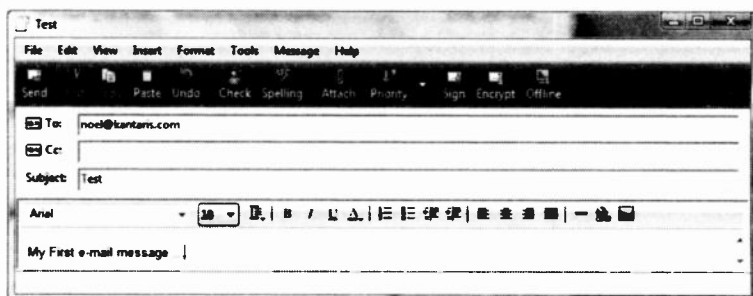 Test
File Edit View Insert Format Tools Message Help
Send Paste Undo Check Spelling Attach Priority Sign Encrypt Offline
To: noel@kantaris.com
Cc:
Subject: Test
Arial 10 B I U A
My First e-mail message